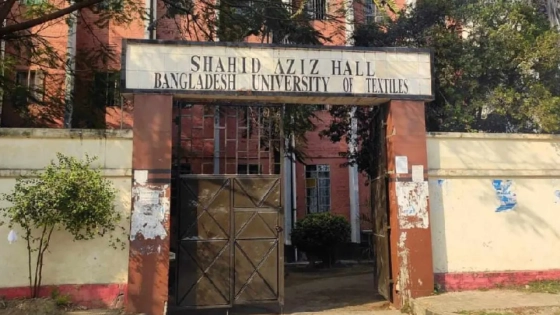 SHAHID AZIZ HALL
BANGLADESH UNIVERSITY OF TEXTILES